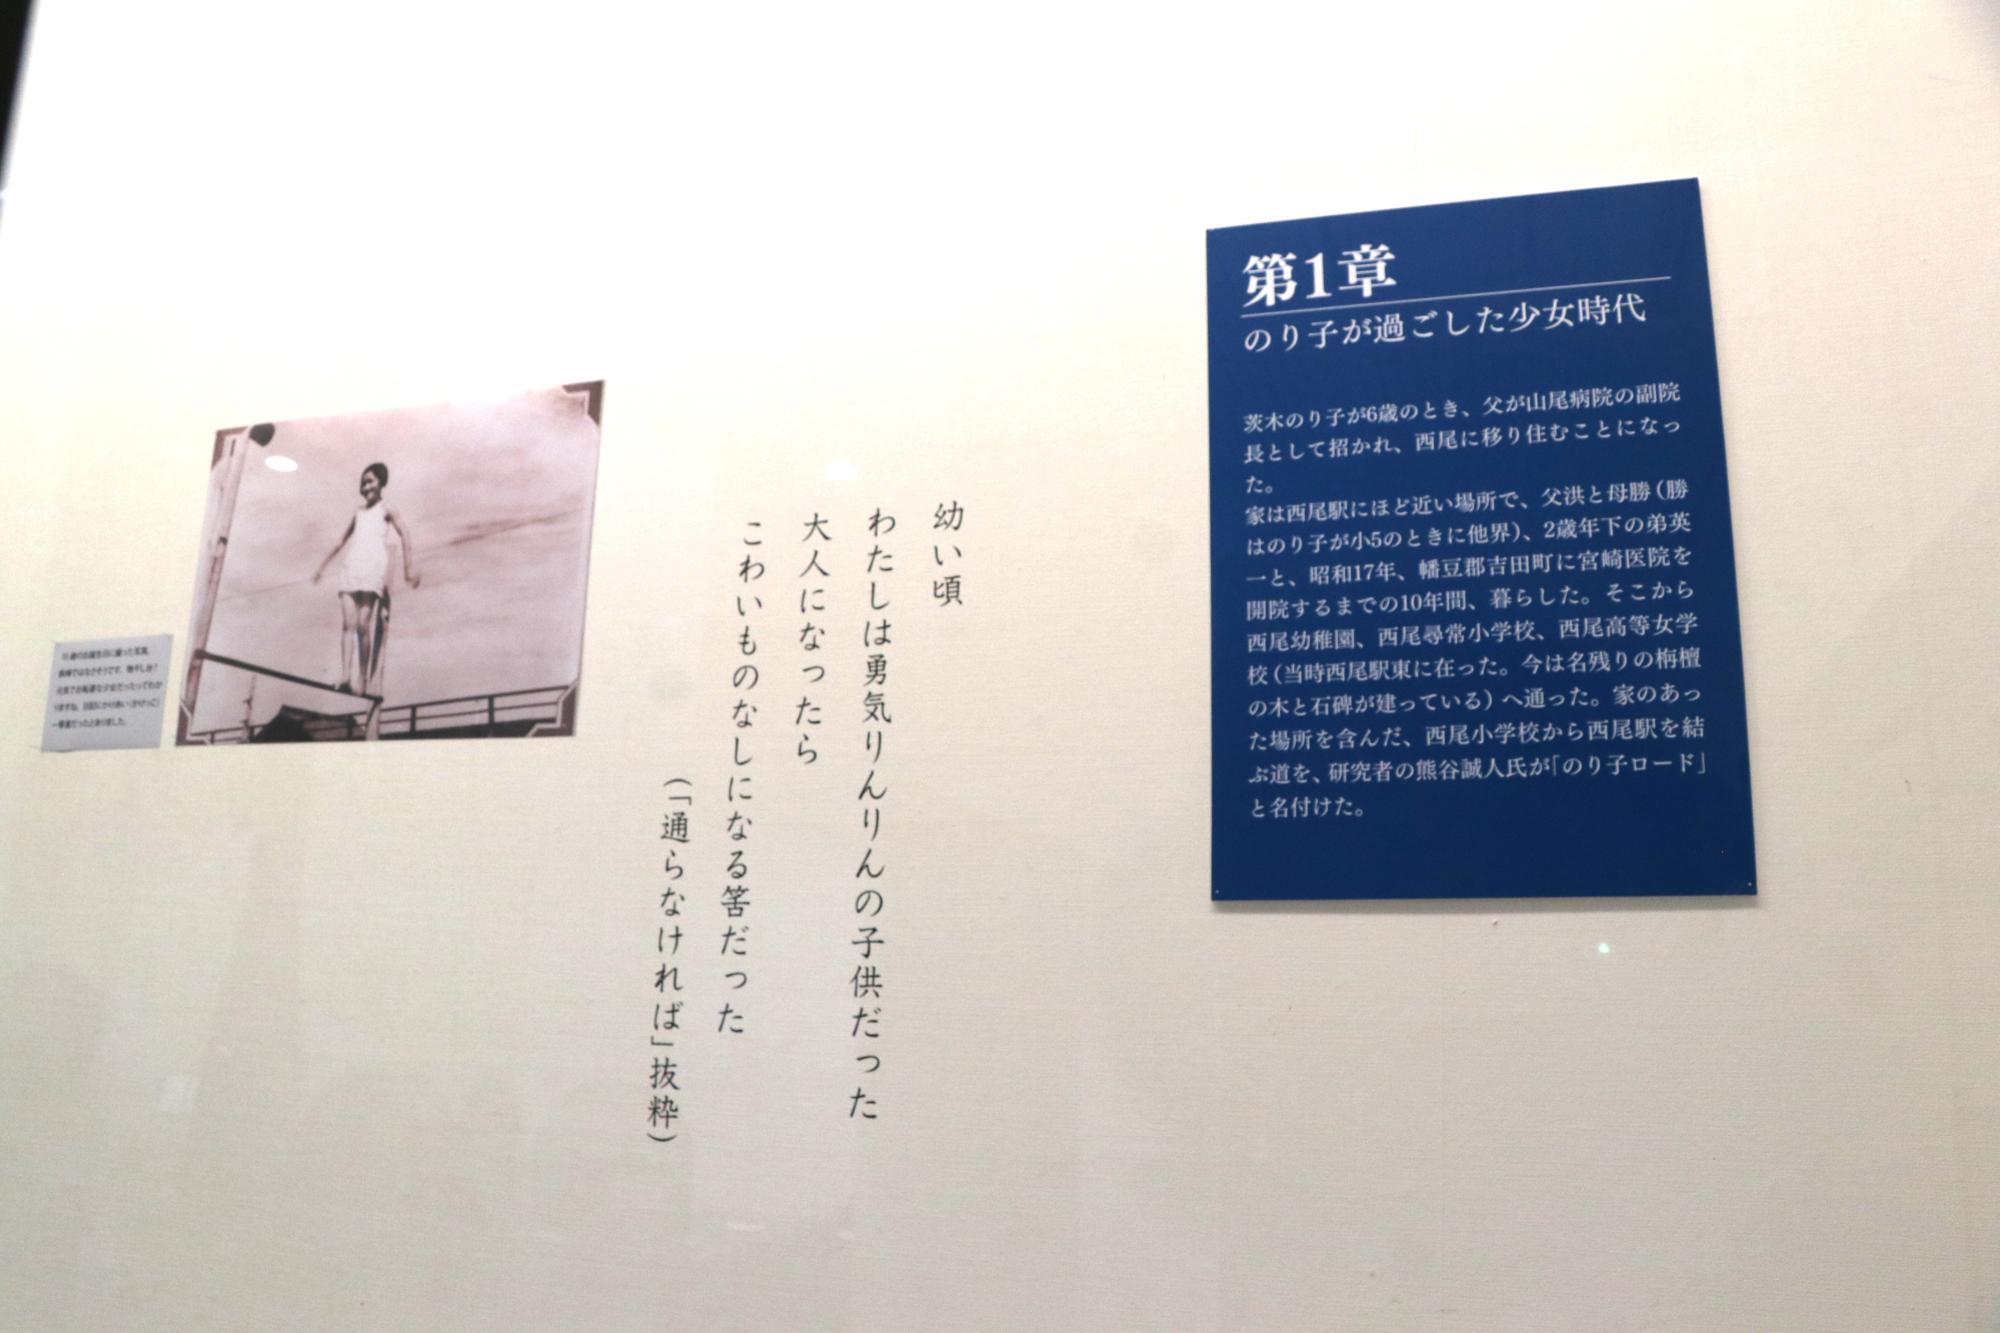 第1章
のり子が過ごした少女時代
茨木のり子が6歳のとき、父が山尾病院の副院
長として招かれ、西尾に移り住むことになっ
た。
家は西尾駅にほど近い場所で、父洪と母勝（勝
はのり子が小5のときに他界）、2歳年下の弟英
一と、昭和17年、幡豆郡吉田町に宮崎医院を
開院するまでの10年間、暮らした。そこから
西尾幼稚園、西尾尋常小学校、西尾高等女学
校（当時西尾駅東に在った。今は名残りの栴檀
の木と石碑が建っている）へ通った。家のあっ
た場所を含んだ、西尾小学校から西尾駅を結
ぶ道を、研究者の熊谷誠人氏が「のり子ロード」
と名付けた。
幼い頃
わたしは勇気りんりんの子供だった
大人になったら
こわいものなしになる筈だった
（「通らなければ」抜粋）